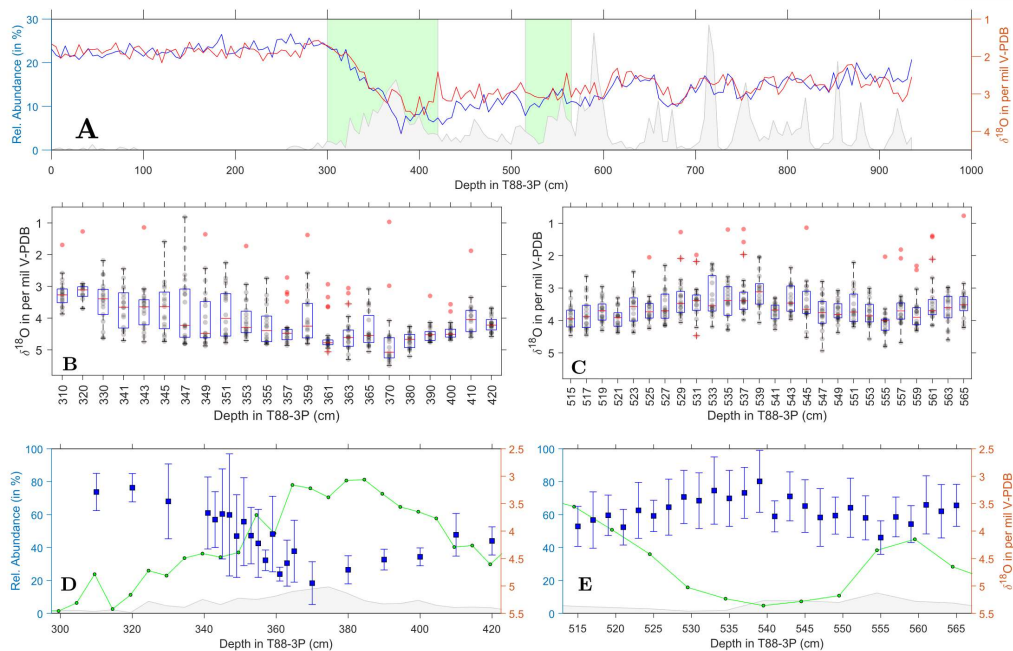 Rel. Abundance (in %)
30
20
10
0
A
1
2
3
4
δ18O in per mil V-PDB
0 100 200 300 400 500 600 700 800 900 1000
Depth in T88-3P (cm)
δ18O in per mil V-PDB
1
2
3
4
5
B
310 320 330 341 343 345 347 349 351 353 355 357 359 361 363 365 370 380 390 400 410 420
Depth in T88-3P (cm)
δ18O in per mil V-PDB
1
2
3
4
5
C
515 517 519 521 523 525 527 529 531 533 535 537 539 541 543 545 547 549 551 553 555 557 559 561 563 565
Depth in T88-3P (cm)
Rel. Abundance (in %)
100
80
60
40
20
0
D
2.5
3
3.5
4
4.5
5
5.5
δ18O in per mil V-PDB
300 320 340 360 380 400 420
Depth in T88-3P (cm)
Rel. Abundance (in %)
100
80
60
40
20
0
E
2.5
3
3.5
4
4.5
5
5.5
δ18O in per mil V-PDB
515 520 525 530 535 540 545 550 555 560 565
Depth in T88-3P (cm)